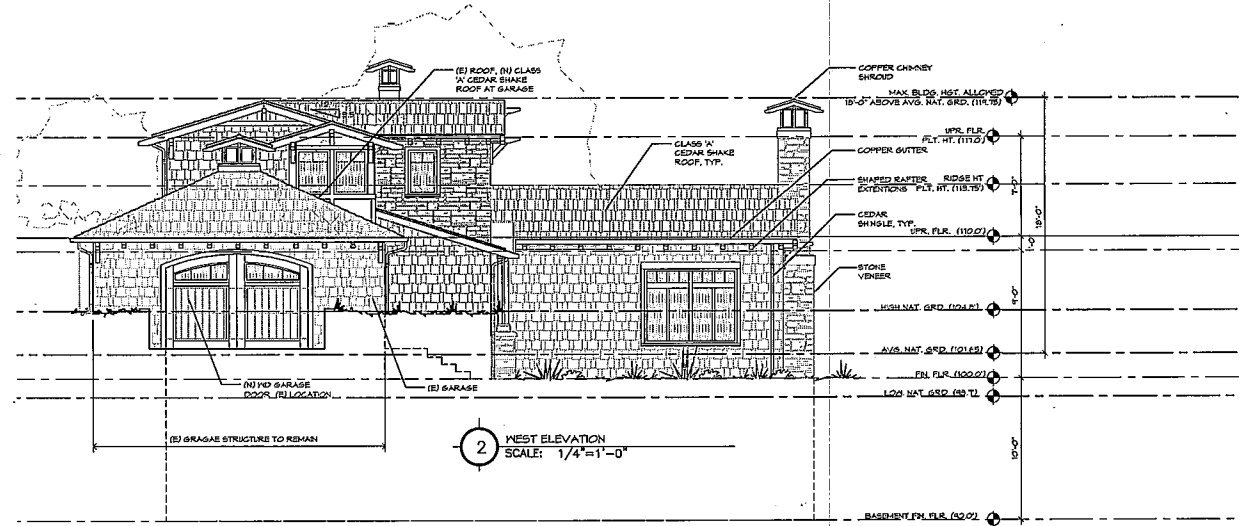 (E) ROOF, (N) CLASS
'A' CEDAR SHAKE
ROOF AT GARAGE
COPPER CHIMNEY
SHROUD
MAX. BLDG. HGT. ALLOWED
18'-0" ABOVE AVG. NAT. GRD. (119.75)
UPR. FLR.
PLT. HT. (117.0')
CLASS 'A'
CEDAR SHAKE
ROOF, TYP.
COPPER GUTTER
SHAPED RAFTER
EXTENTIONS
RIDGE HT
PLT. HT. (113.75')
7'-0"
18'-0"
CEDAR
SHINGLE, TYP.
UPR. FLR. (110.0')
1'-0"
STONE
VENEER
9'-0"
HIGH NAT. GRD. (104.5')
AVG. NAT. GRD. (101.65)
FIN. FLR. (100.0')
LOW NAT. GRD. (98.7')
(N) WD GARAGE
DOOR, (E) LOCATION
(E) GARAGE
(E) GRAGAE STRUCTURE TO REMAIN
2
WEST ELEVATION
SCALE: 1/4"=1'-0"
10'-0"
BASEMENT FIN. FLR. (90.0')